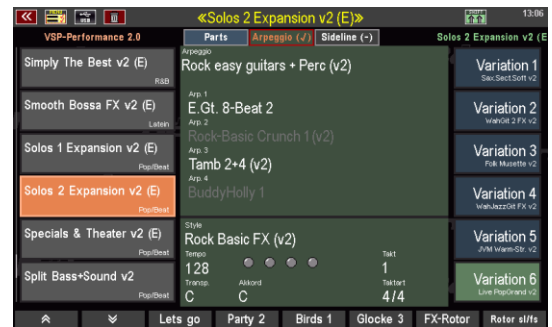 «Solos 2 Expansion v2 (E)»
13:06
VSP-Performance 2.0
Parts
Arpeggio (√)
Sideline (-)
Solos 2 Expansion v2 (E
Simply The Best v2 (E)
R&B
Smooth Bossa FX v2 (E)
Latein
Solos 1 Expansion v2 (E)
Pop/Beat
Solos 2 Expansion v2 (E)
Pop/Beat
Specials & Theater v2 (E)
Pop/Beat
Split Bass+Sound v2
Pop/Beat
Arpeggio
Rock easy guitars + Perc (v2)
Arp. 1
E.Gt. 8-Beat 2
Arp. 2
Rock-Basic Crunch 1 (v2)
Arp. 3
Tamb 2+4 (v2)
Arp. 4
BuddyHolly 1
Style
Rock Basic FX (v2)
Tempo
128
Takt
1
Transp.
C
Akkord
C
Taktart
4/4
Variation 1
Sax.Sect.Soft v2
Variation 2
WahGit 2 FX v2
Variation 3
Folk Musette v2
Variation 4
WahJazzGit FX v2
Variation 5
JVM Warm-Str. v2
Variation 6
Live PopGrand v2
Lets go
Party 2
Birds 1
Glocke 3
FX-Rotor
Rotor sl/fs